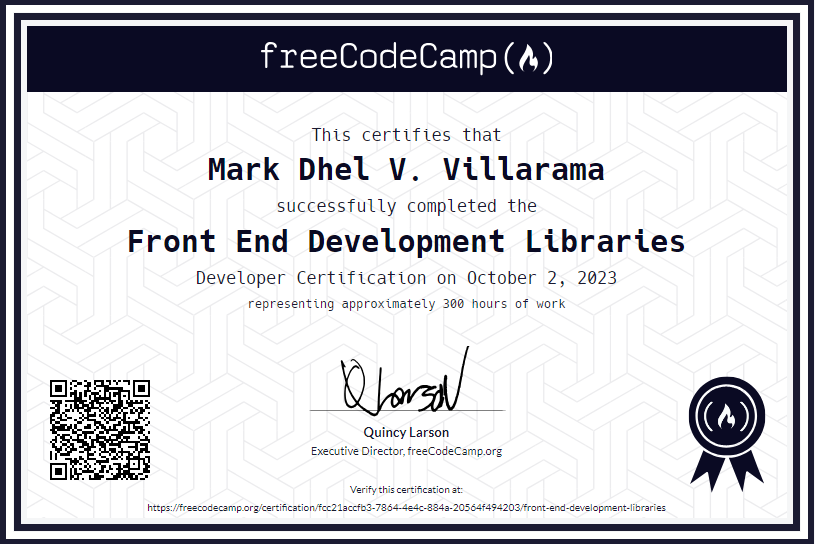 freeCodeCamp
This certifies that
Mark Dhel V. Villarama
successfully completed the
Front End Development Libraries
Developer Certification on October 2, 2023
representing approximately 300 hours of work
Quincy Larson
Executive Director, freeCodeCamp.org
Verify this certification at:
https://freecodecamp.org/certification/fcc21accfb3-7864-4e4c-884a-20564f494203/front-end-development-libraries